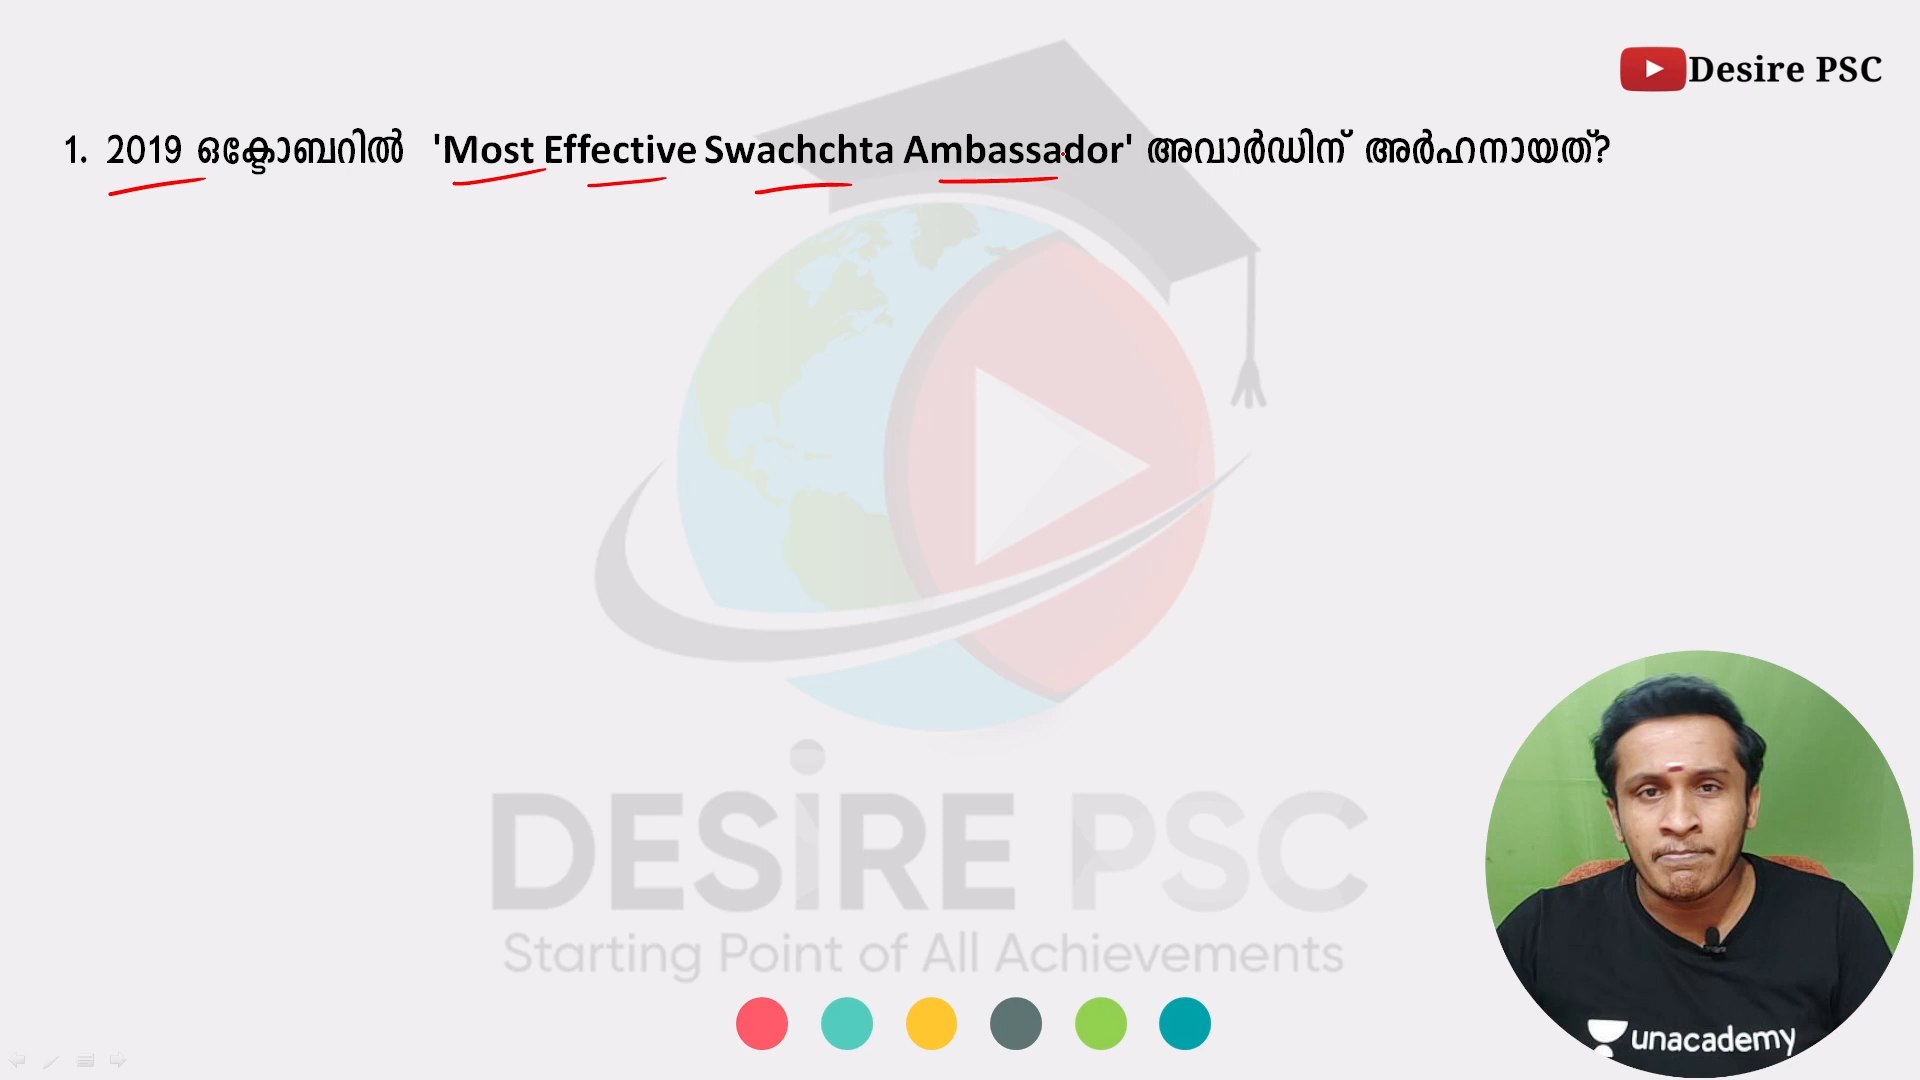 Desire PSC
1. 2019 ഒക്ടോബറിൽ 'Most Effective Swachchta Ambassador' അവാർഡിന് അർഹനായത്?
DESiRE PSC
Starting Point of All Achievements
unacademy